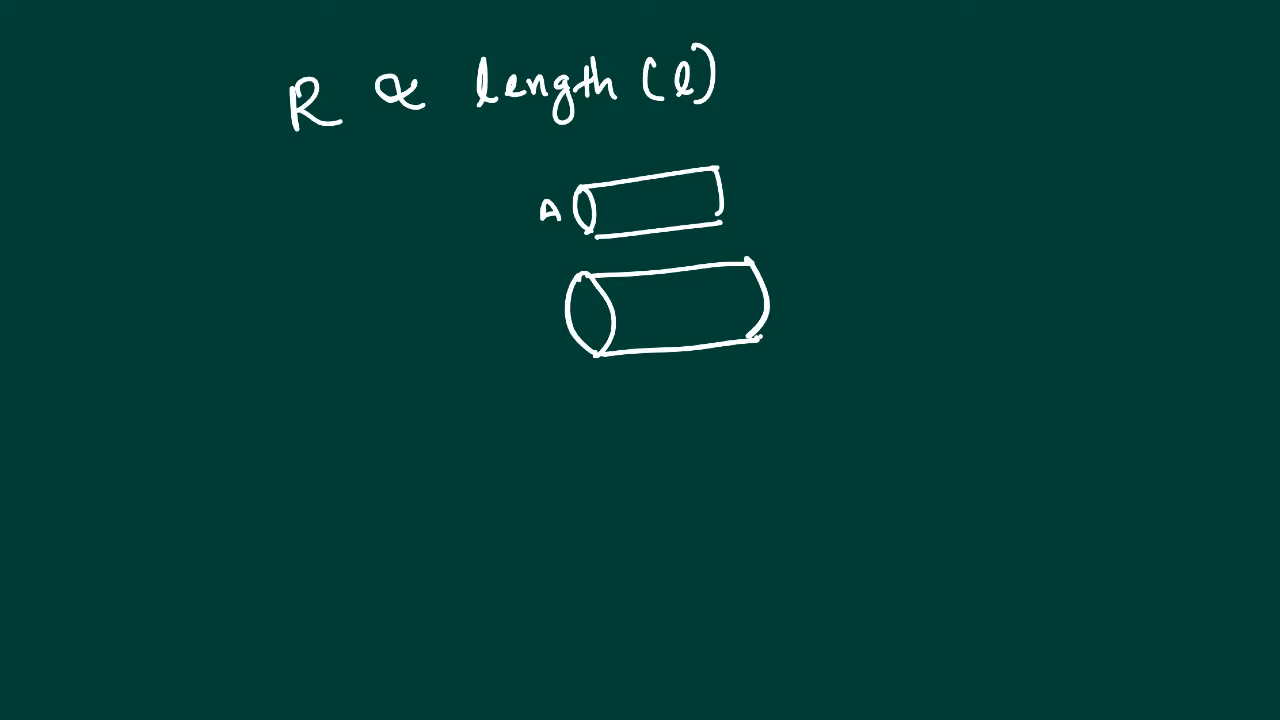 R ∝ length (l)
A